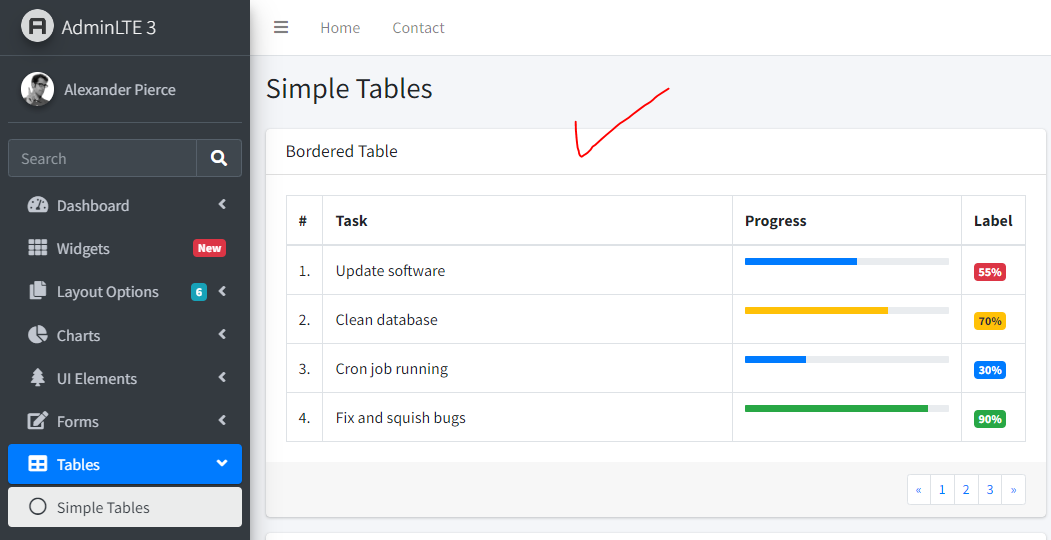 AdminLTE 3
Alexander Pierce
Search
Dashboard
Widgets New
Layout Options 6
Charts
UI Elements
Forms
Tables
Simple Tables
Home Contact
Simple Tables
Bordered Table
# Task Progress Label
1. Update software 55%
2. Clean database 70%
3. Cron job running 30%
4. Fix and squish bugs 90%
« 1 2 3 »